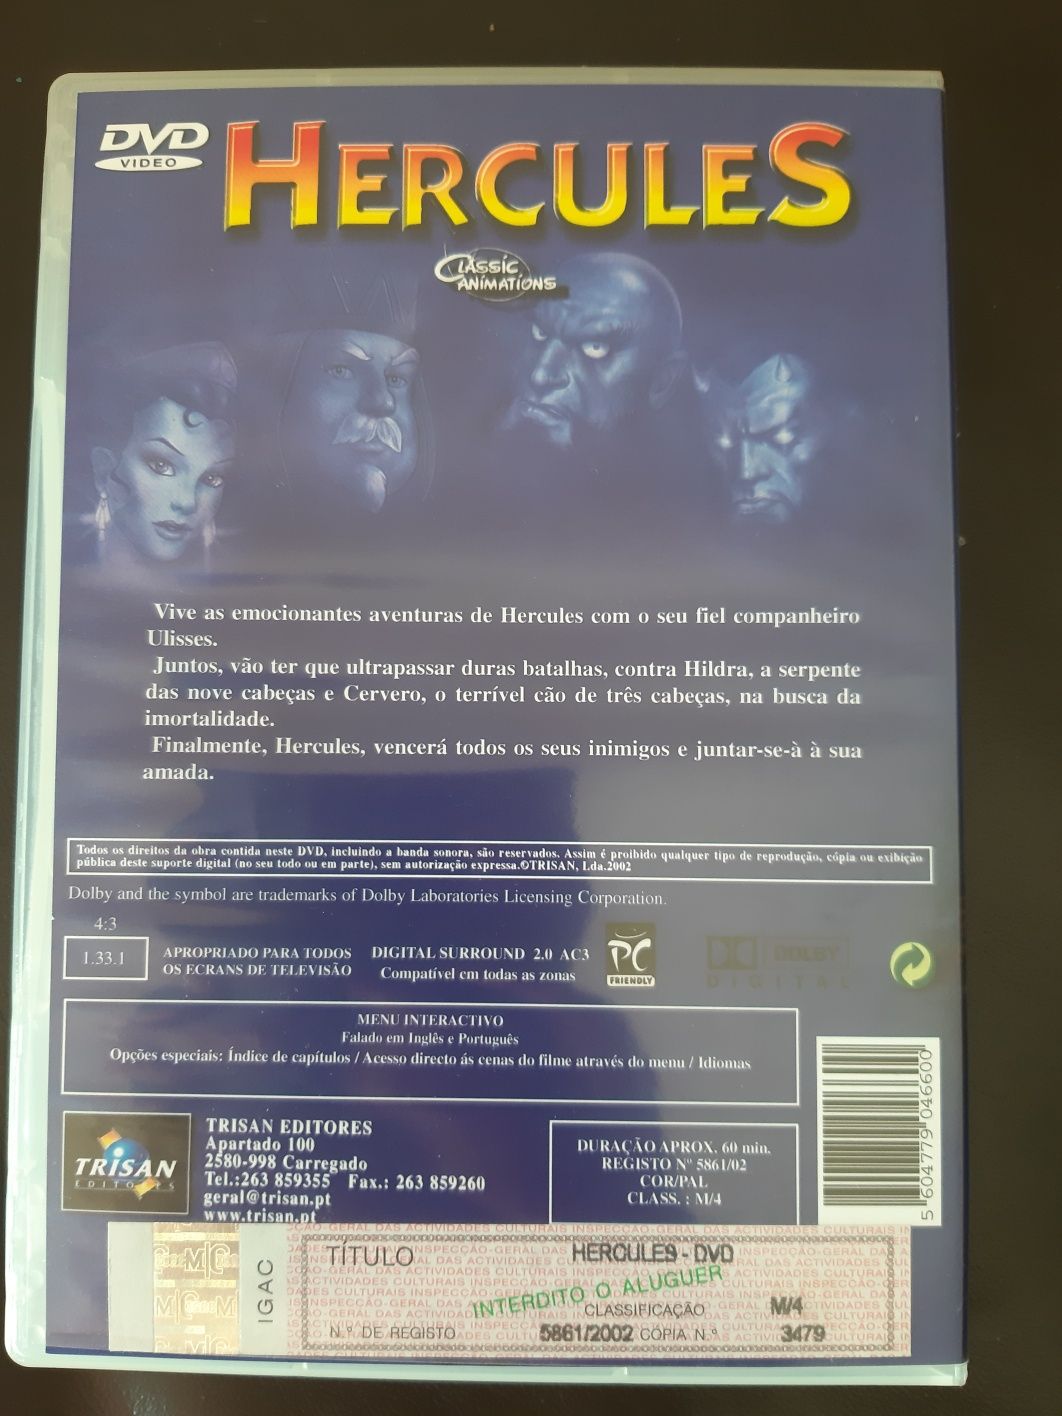 DVD
VIDEO
HERCULES
CLASSIC
ANIMATIONS
Vive as emocionantes aventuras de Hercules com o seu fiel companheiro
Ulisses.
Juntos, vão ter que ultrapassar duras batalhas, contra Hildra, a serpente
das nove cabeças e Cervero, o terrível cão de três cabeças, na busca da
imortalidade.
Finalmente, Hercules, vencerá todos os seus inimigos e juntar-se-à à sua
amada.
Todos os direitos da obra contida neste DVD, incluindo a banda sonora, são reservados. Assim é proibido qualquer tipo de reprodução, cópia ou exibição
pública deste suporte digital (no seu todo ou em parte), sem autorização expressa.©TRISAN, Lda.2002
Dolby and the symbol are trademarks of Dolby Laboratories Licensing Corporation.
4:3
1.33.1
APROPRIADO PARA TODOS
OS ECRANS DE TELEVISÃO
DIGITAL SURROUND 2.0 AC3
Compatível em todas as zonas
PC
FRIENDLY
DOLBY
DIGITAL
MENU INTERACTIVO
Falado em Inglês e Português
Opções especiais: Índice de capítulos / Acesso directo ás cenas do filme através do menu / Idiomas
TRISAN
EDITORES
TRISAN EDITORES
Apartado 100
2580-998 Carregado
Tel.:263 859355 Fax.: 263 859260
geral@trisan.pt
www.trisan.pt
DURAÇÃO APROX. 60 min.
REGISTO Nº 5861/02
COR/PAL
CLASS. : M/4
5 604779 046600
IGAC
TÍTULO HERCULES - DVD
INTERDITO O ALUGUER
CLASSIFICAÇÃO M/4
N.º DE REGISTO 5861/2002 CÓPIA N.º 3479